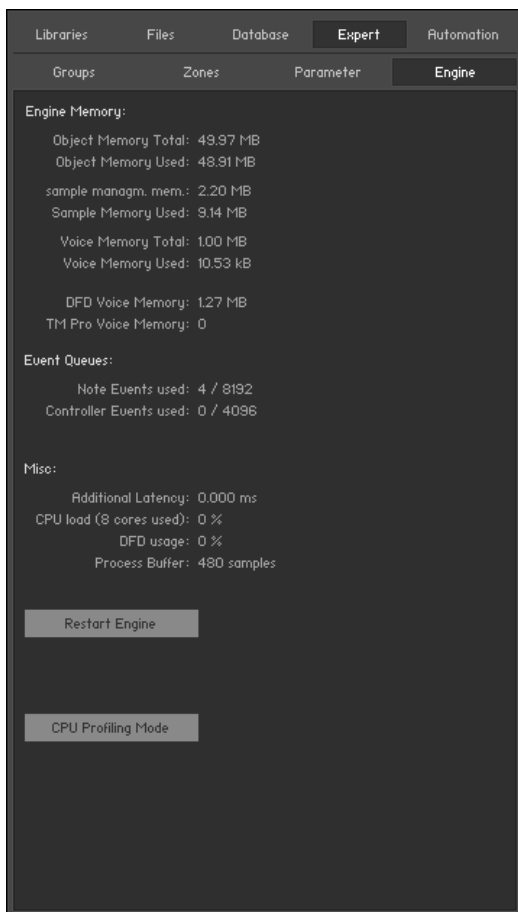 Libraries Files Database Expert Automation
Groups Zones Parameter Engine
Engine Memory:
Object Memory Total: 49.97 MB
Object Memory Used: 48.91 MB
sample managm. mem.: 2.20 MB
Sample Memory Used: 9.14 MB
Voice Memory Total: 1.00 MB
Voice Memory Used: 10.53 kB
DFD Voice Memory: 1.27 MB
TM Pro Voice Memory: 0
Event Queues:
Note Events used: 4 / 8192
Controller Events used: 0 / 4096
Misc:
Additional Latency: 0.000 ms
CPU load (8 cores used): 0 %
DFD usage: 0 %
Process Buffer: 480 samples
Restart Engine
CPU Profiling Mode